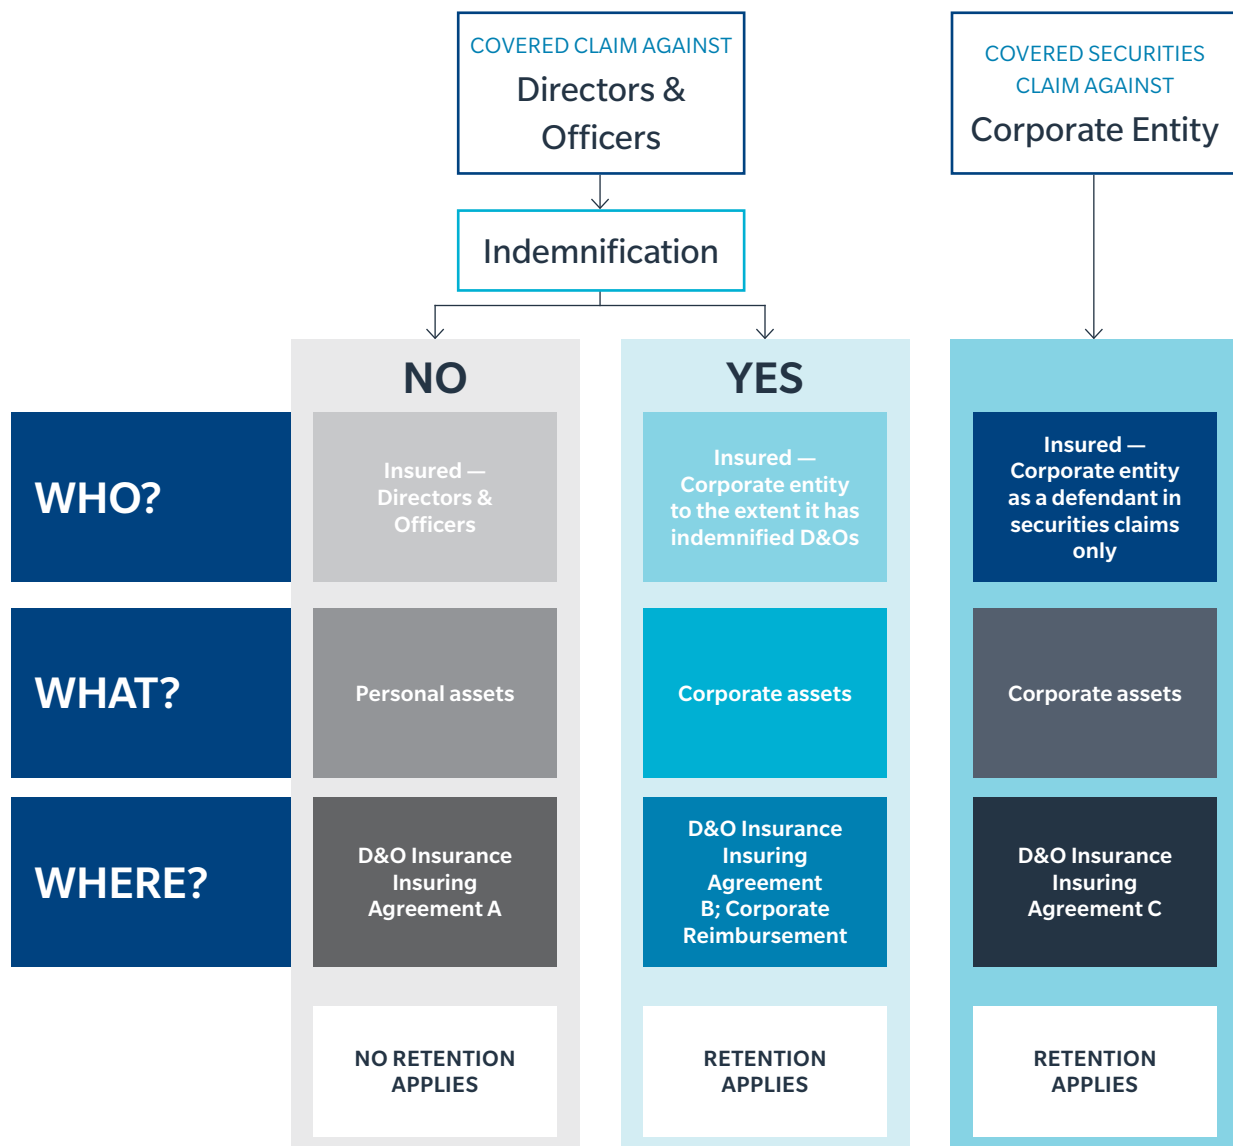 COVERED CLAIM AGAINST
Directors &
Officers
COVERED SECURITIES
CLAIM AGAINST
Corporate Entity
Indemnification
NO
YES
WHO?
Insured —
Directors &
Officers
Insured —
Corporate entity
to the extent it has
indemnified D&Os
Insured —
Corporate entity
as a defendant in
securities claims
only
WHAT?
Personal assets
Corporate assets
Corporate assets
WHERE?
D&O Insurance
Insuring
Agreement A
D&O Insurance
Insuring
Agreement
B; Corporate
Reimbursement
D&O Insurance
Insuring
Agreement C
NO RETENTION
APPLIES
RETENTION
APPLIES
RETENTION
APPLIES